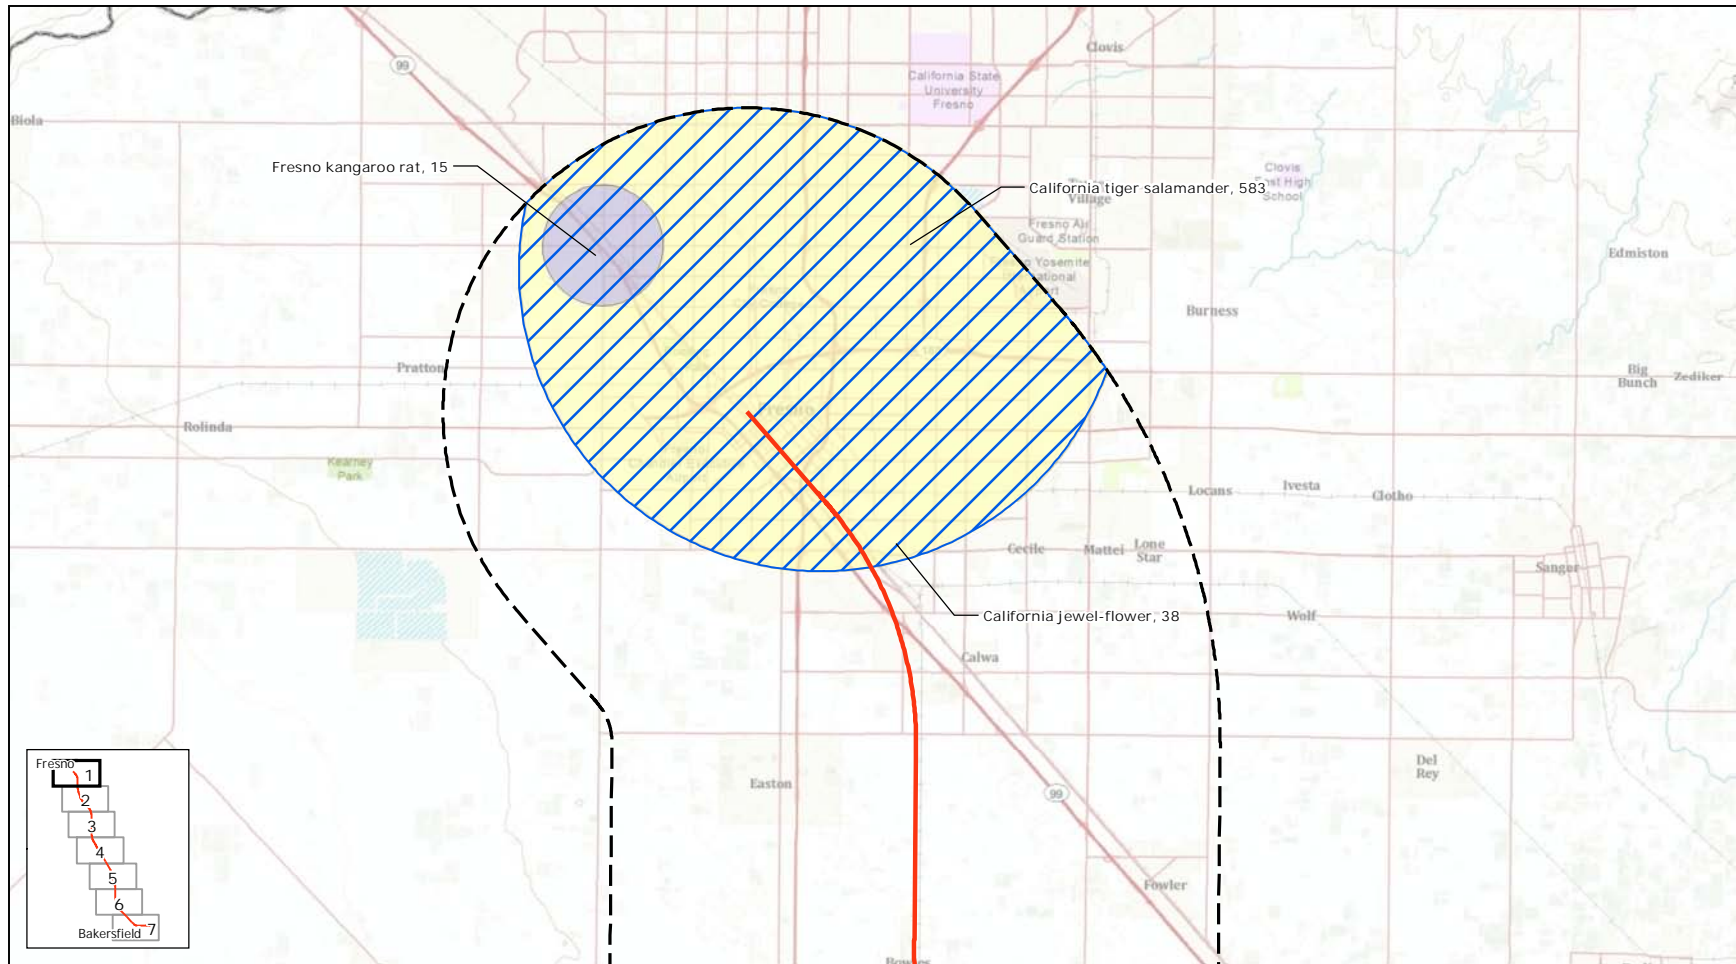 Clovis
99
California State
University
Fresno
Biola
Fresno kangaroo rat, 15
Clovis
East High
School
California tiger salamander, 583
Village
Fresno Air
Guard Station
Yosemite
Edmiston
Burness
Pratton
Big
Bunch
Zediker
Fresno
Rolinda
Kearney
Park
Locans
Ivesta
Clotho
Cecile
Mattei
Lone
Star
Sanger
California jewel-flower, 38
Wolf
Calwa
Easton
99
Del
Rey
Fowler
Bowles
Fresno
1
2
3
4
5
6
7
Bakersfield